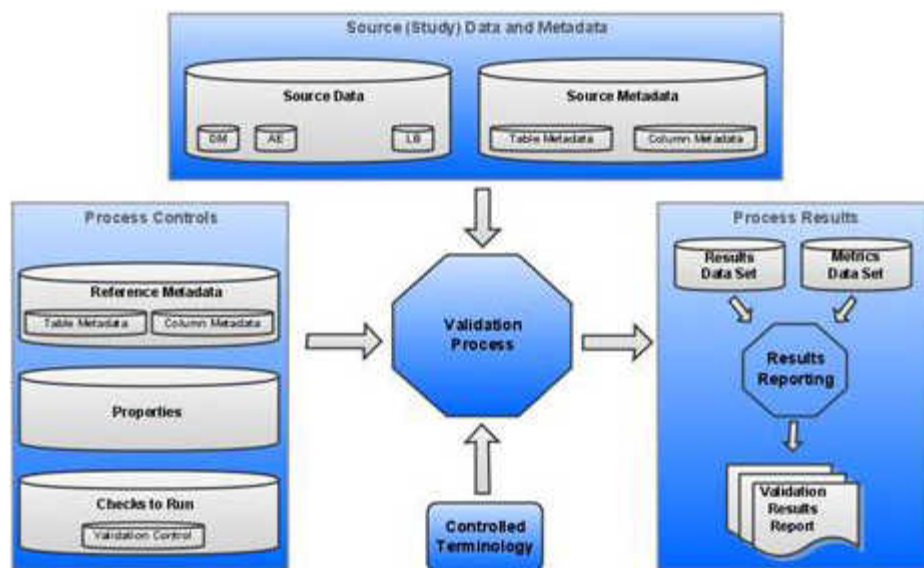 Source (Study) Data and Metadata
Source Data
DM
AE
LB
Source Metadata
Table Metadata
Column Metadata
Process Controls
Reference Metadata
Table Metadata
Column Metadata
Properties
Checks to Run
Validation Control
Validation
Process
Controlled
Terminology
Process Results
Results
Data Set
Metrics
Data Set
Results
Reporting
Validation
Results
Report